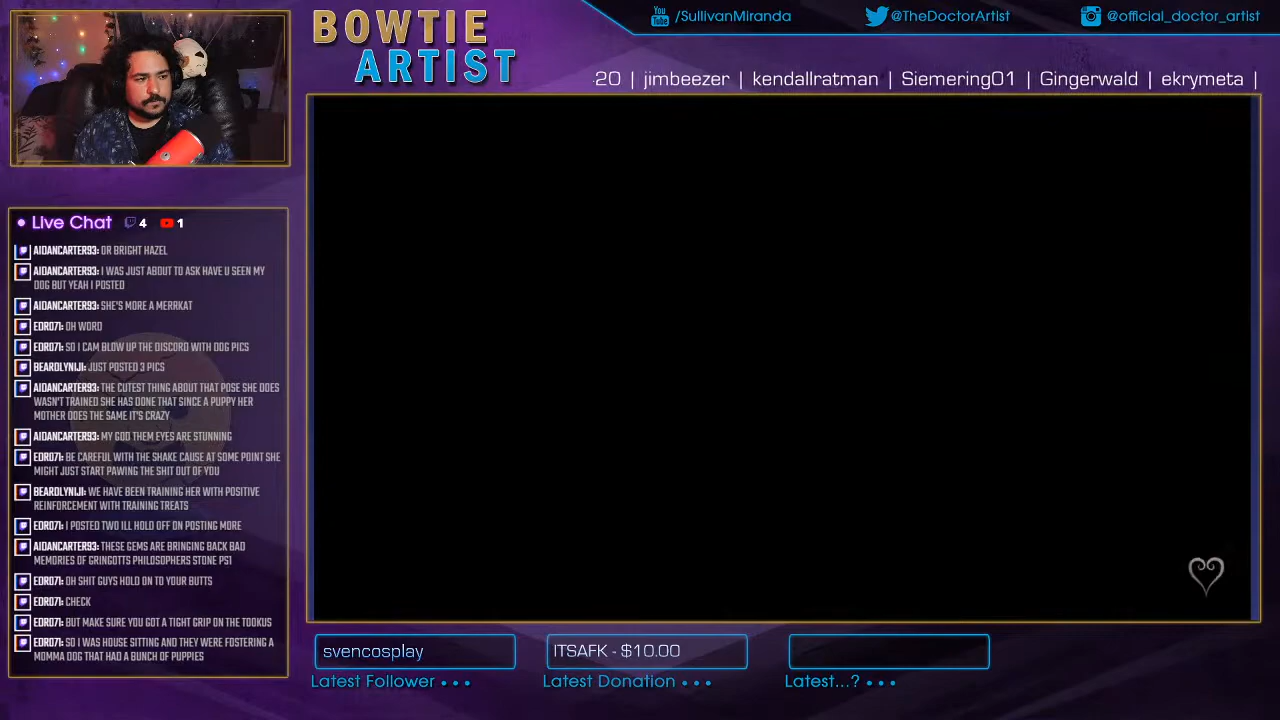 BOWTIE
ARTIST
/SullivanMiranda
@TheDoctorArtist
@official_doctor_artist
20 | jimbeezer | kendallratman | Siemering01 | Gingerwald | ekrymeta |
Live Chat 4 1
AIDANCARTER93: OR BRIGHT HAZEL
AIDANCARTER93: I WAS JUST ABOUT TO ASK HAVE U SEEN MY
DOG BUT YEAH I POSTED
AIDANCARTER93: SHE'S MORE A MERRKAT
EDR071: OH WORD
EDR071: SO I CAM BLOW UP THE DISCORD WITH DOG PICS
BEARDLYNIJI: JUST POSTED 3 PICS
AIDANCARTER93: THE CUTEST THING ABOUT THAT POSE SHE DOES
WASN'T TRAINED SHE HAS DONE THAT SINCE A PUPPY HER
MOTHER DOES THE SAME IT'S CRAZY
AIDANCARTER93: MY GOD THEM EYES ARE STUNNING
EDR071: BE CAREFUL WITH THE SHAKE CAUSE AT SOME POINT SHE
MIGHT JUST START PAWING THE SHIT OUT OF YOU
BEARDLYNIJI: WE HAVE BEEN TRAINING HER WITH POSITIVE
REINFORCEMENT WITH TRAINING TREATS
EDR071: I POSTED TWO ILL HOLD OFF ON POSTING MORE
AIDANCARTER93: THESE GEMS ARE BRINGING BACK BAD
MEMORIES OF GRINGOTTS PHILOSOPHERS STONE PS1
EDR071: OH SHIT GUYS HOLD ON TO YOUR BUTTS
EDR071: CHECK
EDR071: BUT MAKE SURE YOU GOT A TIGHT GRIP ON THE TOOKUS
EDR071: SO I WAS HOUSE SITTING AND THEY WERE FOSTERING A
MOMMA DOG THAT HAD A BUNCH OF PUPPIES
svencosplay
Latest Follower • • •
ITSAFK - $10.00
Latest Donation • • •
Latest...? • • •